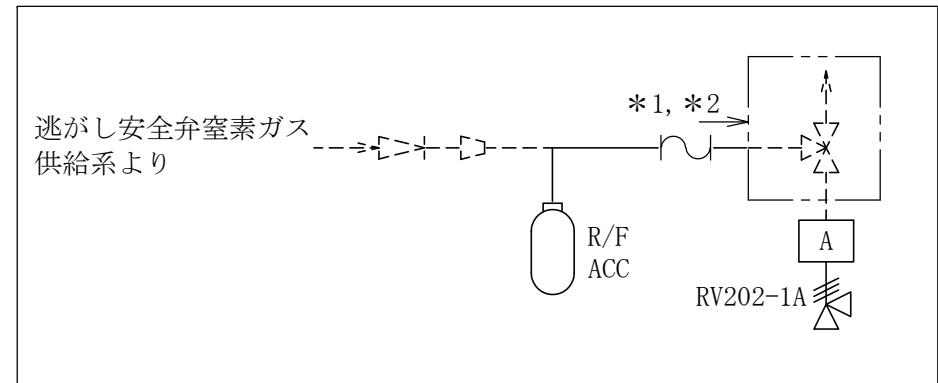 逃がし安全弁窒素ガス
供給系より
*1, *2
R/F
ACC
A
RV202-1A